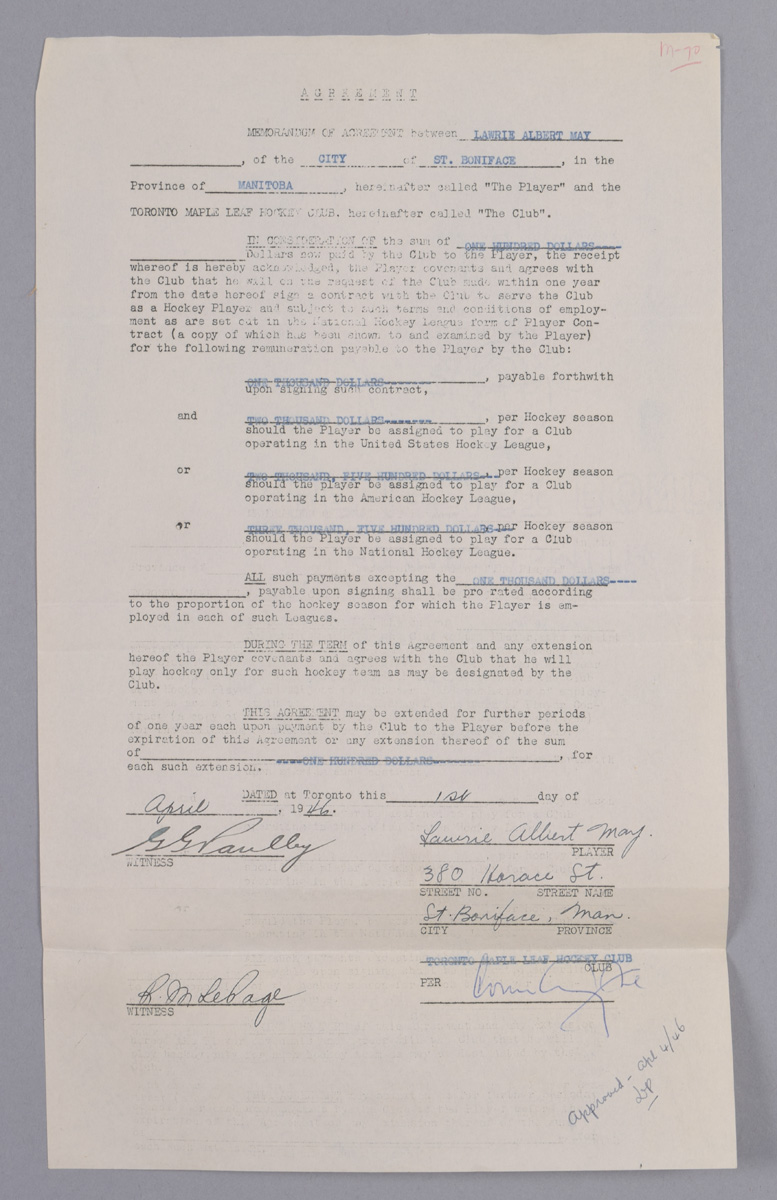 M-70
AGREEMENT
MEMORANDUM OF AGREEMENT between LAWRIE ALBERT MAY
, of the CITY of ST. BONIFACE, in the
Province of MANITOBA, hereinafter called "The Player" and the
TORONTO MAPLE LEAF HOCKEY CLUB. hereinafter called "The Club".
IN CONSIDERATION OF the sum of ONE HUNDRED DOLLARS----
Dollars now paid by the Club to the Player, the receipt
whereof is hereby acknowledged, the Player covenants and agrees with
the Club that he will on the request of the Club made within one year
from the date hereof sign a contract with the Club to serve the Club
as a Hockey Player and subject to such terms and conditions of employ-
ment as are set out in the National Hockey League form of Player Con-
tract (a copy of which has been shown to and examined by the Player)
for the following remuneration payable to the Player by the Club:
ONE THOUSAND DOLLARS----------, payable forthwith
upon signing such contract,
and TWO THOUSAND DOLLARS---------, per Hockey season
should the Player be assigned to play for a Club
operating in the United States Hockey League,
or TWO THOUSAND, FIVE HUNDRED DOLLARS-, per Hockey season
should the player be assigned to play for a Club
operating in the American Hockey League,
or THREE THOUSAND, FIVE HUNDRED DOLLARS--per Hockey season
should the Player be assigned to play for a Club
operating in the National Hockey League.
ALL such payments excepting the ONE THOUSAND DOLLARS----
, payable upon signing shall be pro rated according
to the proportion of the hockey season for which the Player is em-
ployed in each of such Leagues.
DURING THE TERM of this Agreement and any extension
hereof the Player covenants and agrees with the Club that he will
play hockey only for such hockey team as may be designated by the
Club.
THIS AGREEMENT may be extended for further periods
of one year each upon payment by the Club to the Player before the
expiration of this Agreement or any extension thereof of the sum
of ----ONE HUNDRED DOLLARS-------, for
each such extension.
DATED at Toronto this 1st day of
April, 1946.
G G Paulley
WITNESS
Lawrie Albert May.
PLAYER
380 Horace St.
STREET NO. STREET NAME
St. Boniface, Man.
CITY PROVINCE
TORONTO MAPLE LEAF HOCKEY CLUB
CLUB
PER
R. M LePage
WITNESS
Approved - apl 4/46